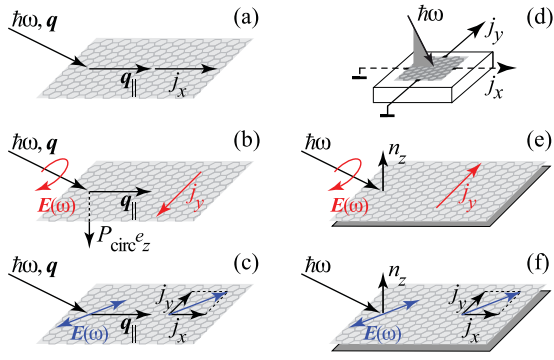 (a)
ħω, q
q∥
jx
(d)
ħω
jy
jx
(b)
ħω, q
E(ω)
q∥
jy
Pcirc ez
(e)
ħω
nz
E(ω)
jy
(c)
ħω, q
E(ω)
q∥
jy
jx
(f)
ħω
nz
E(ω)
jy
jx